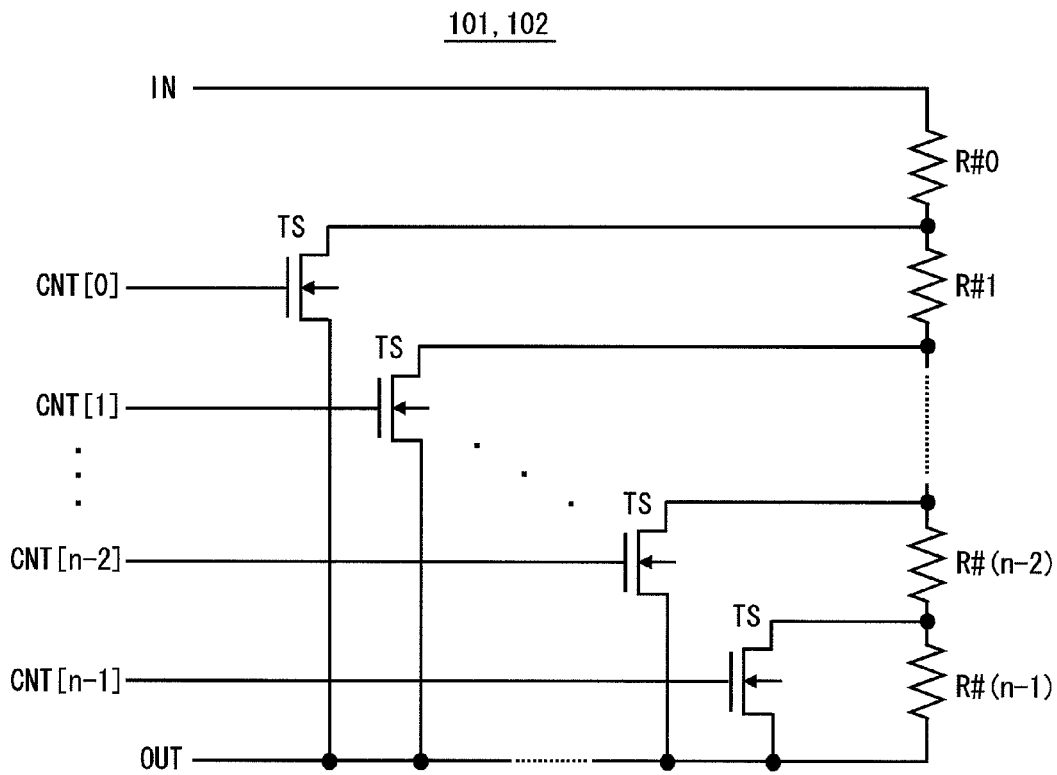 101, 102
IN
R#0
TS
CNT[0]
R#1
TS
CNT[1]
TS
CNT[n-2]
R#(n-2)
TS
CNT[n-1]
R#(n-1)
OUT